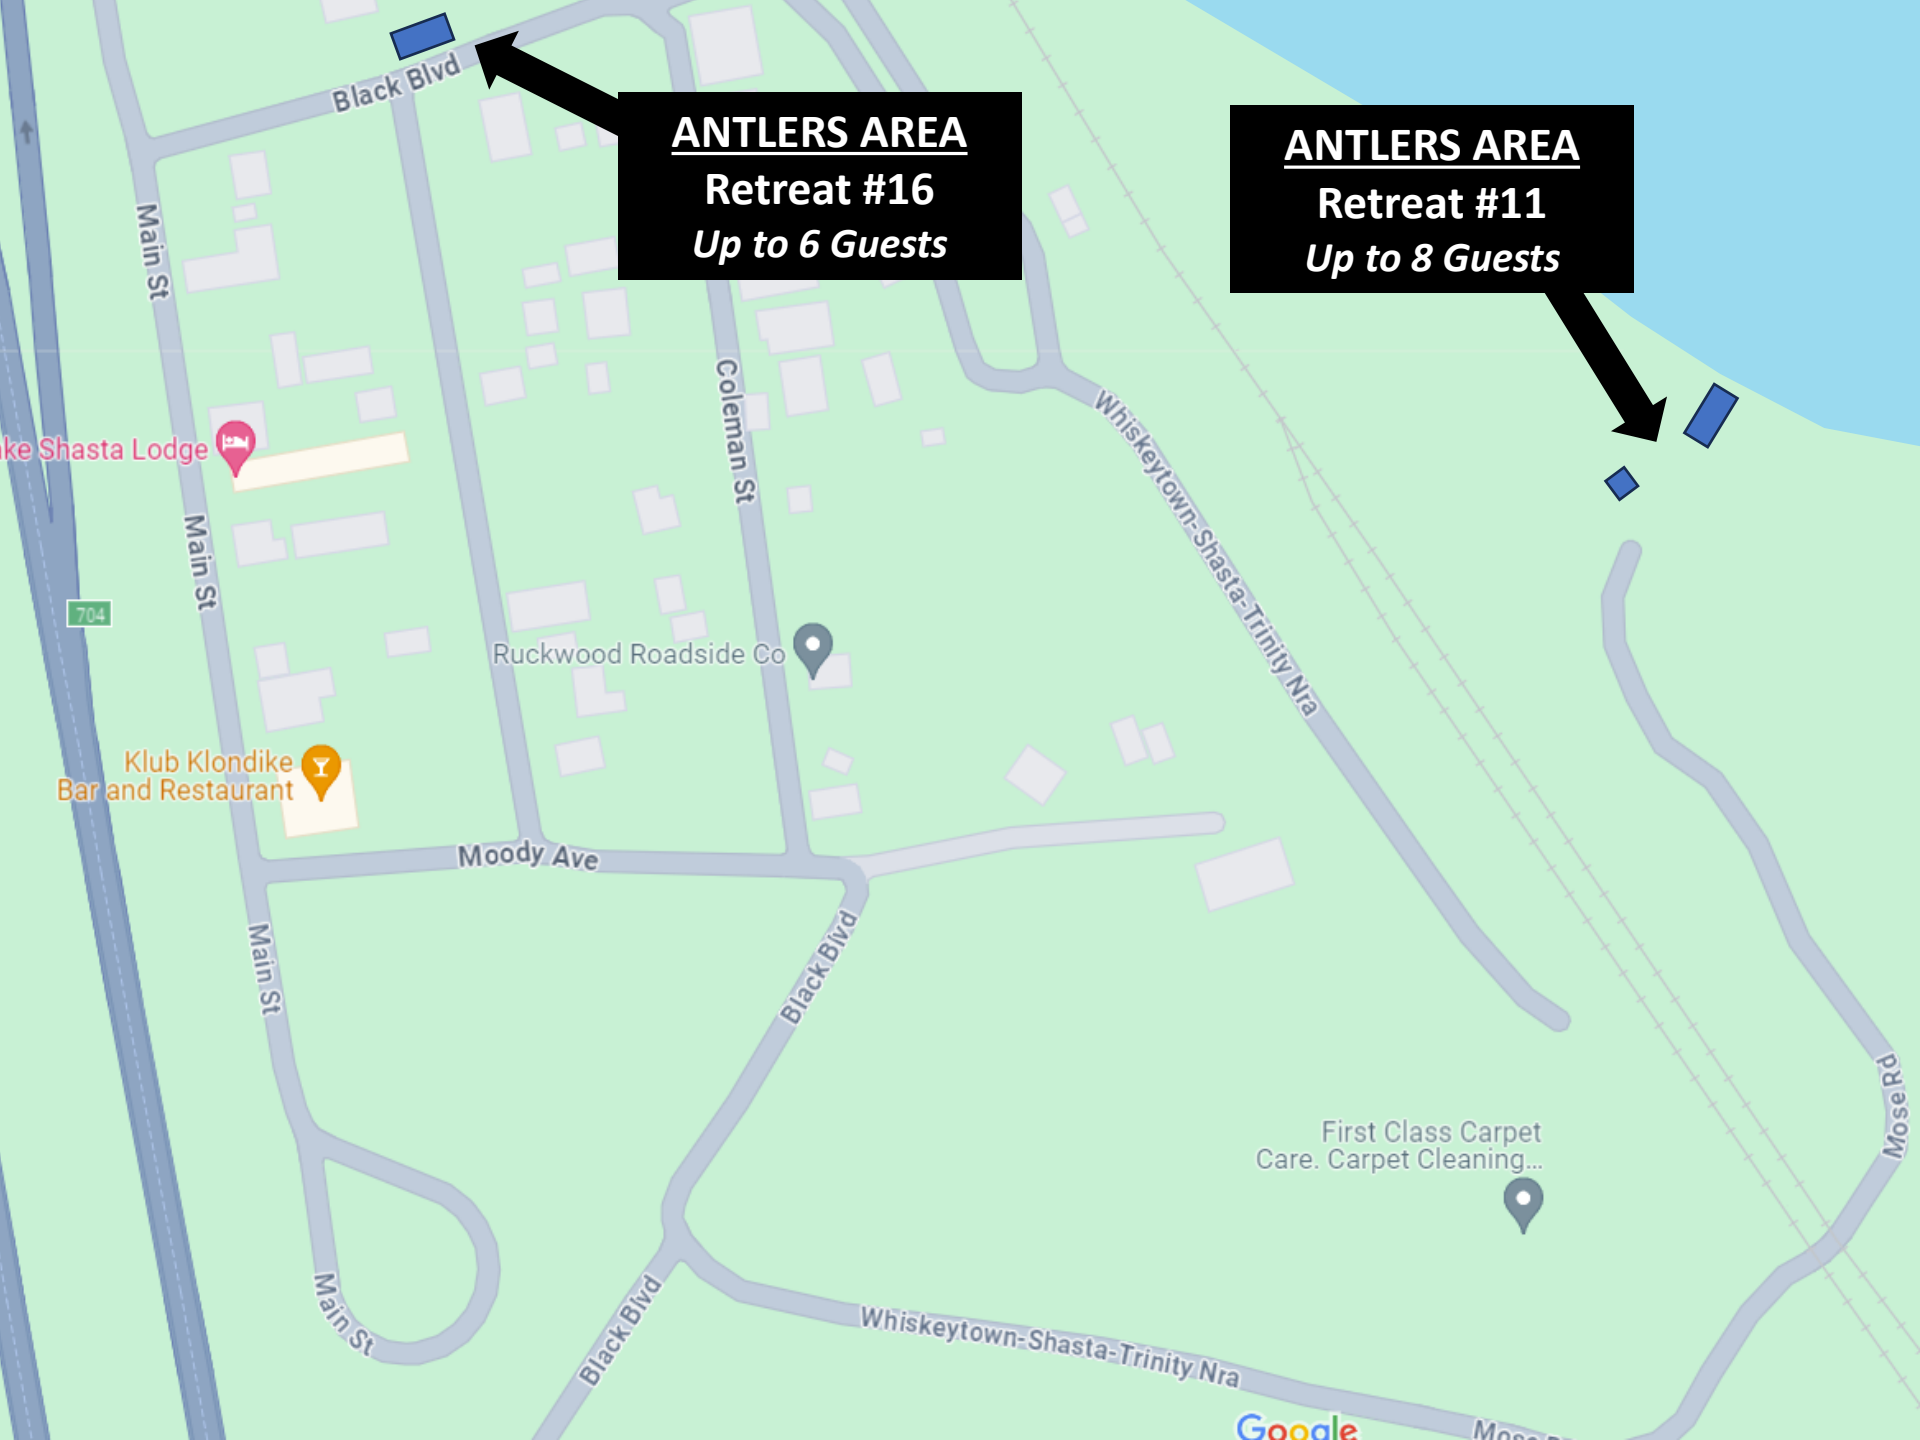 Black Blvd
ANTLERS AREA
Retreat #16
Up to 6 Guests
ANTLERS AREA
Retreat #11
Up to 8 Guests
Main St
Coleman St
ke Shasta Lodge
Whiskeytown-Shasta-Trinity Nra
Main St
704
Ruckwood Roadside Co
Klub Klondike
Bar and Restaurant
Moody Ave
Main St
Black Blvd
Mose Rd
First Class Carpet
Care. Carpet Cleaning...
Main St
Black Blvd
Whiskeytown-Shasta-Trinity Nra
Google
Mose